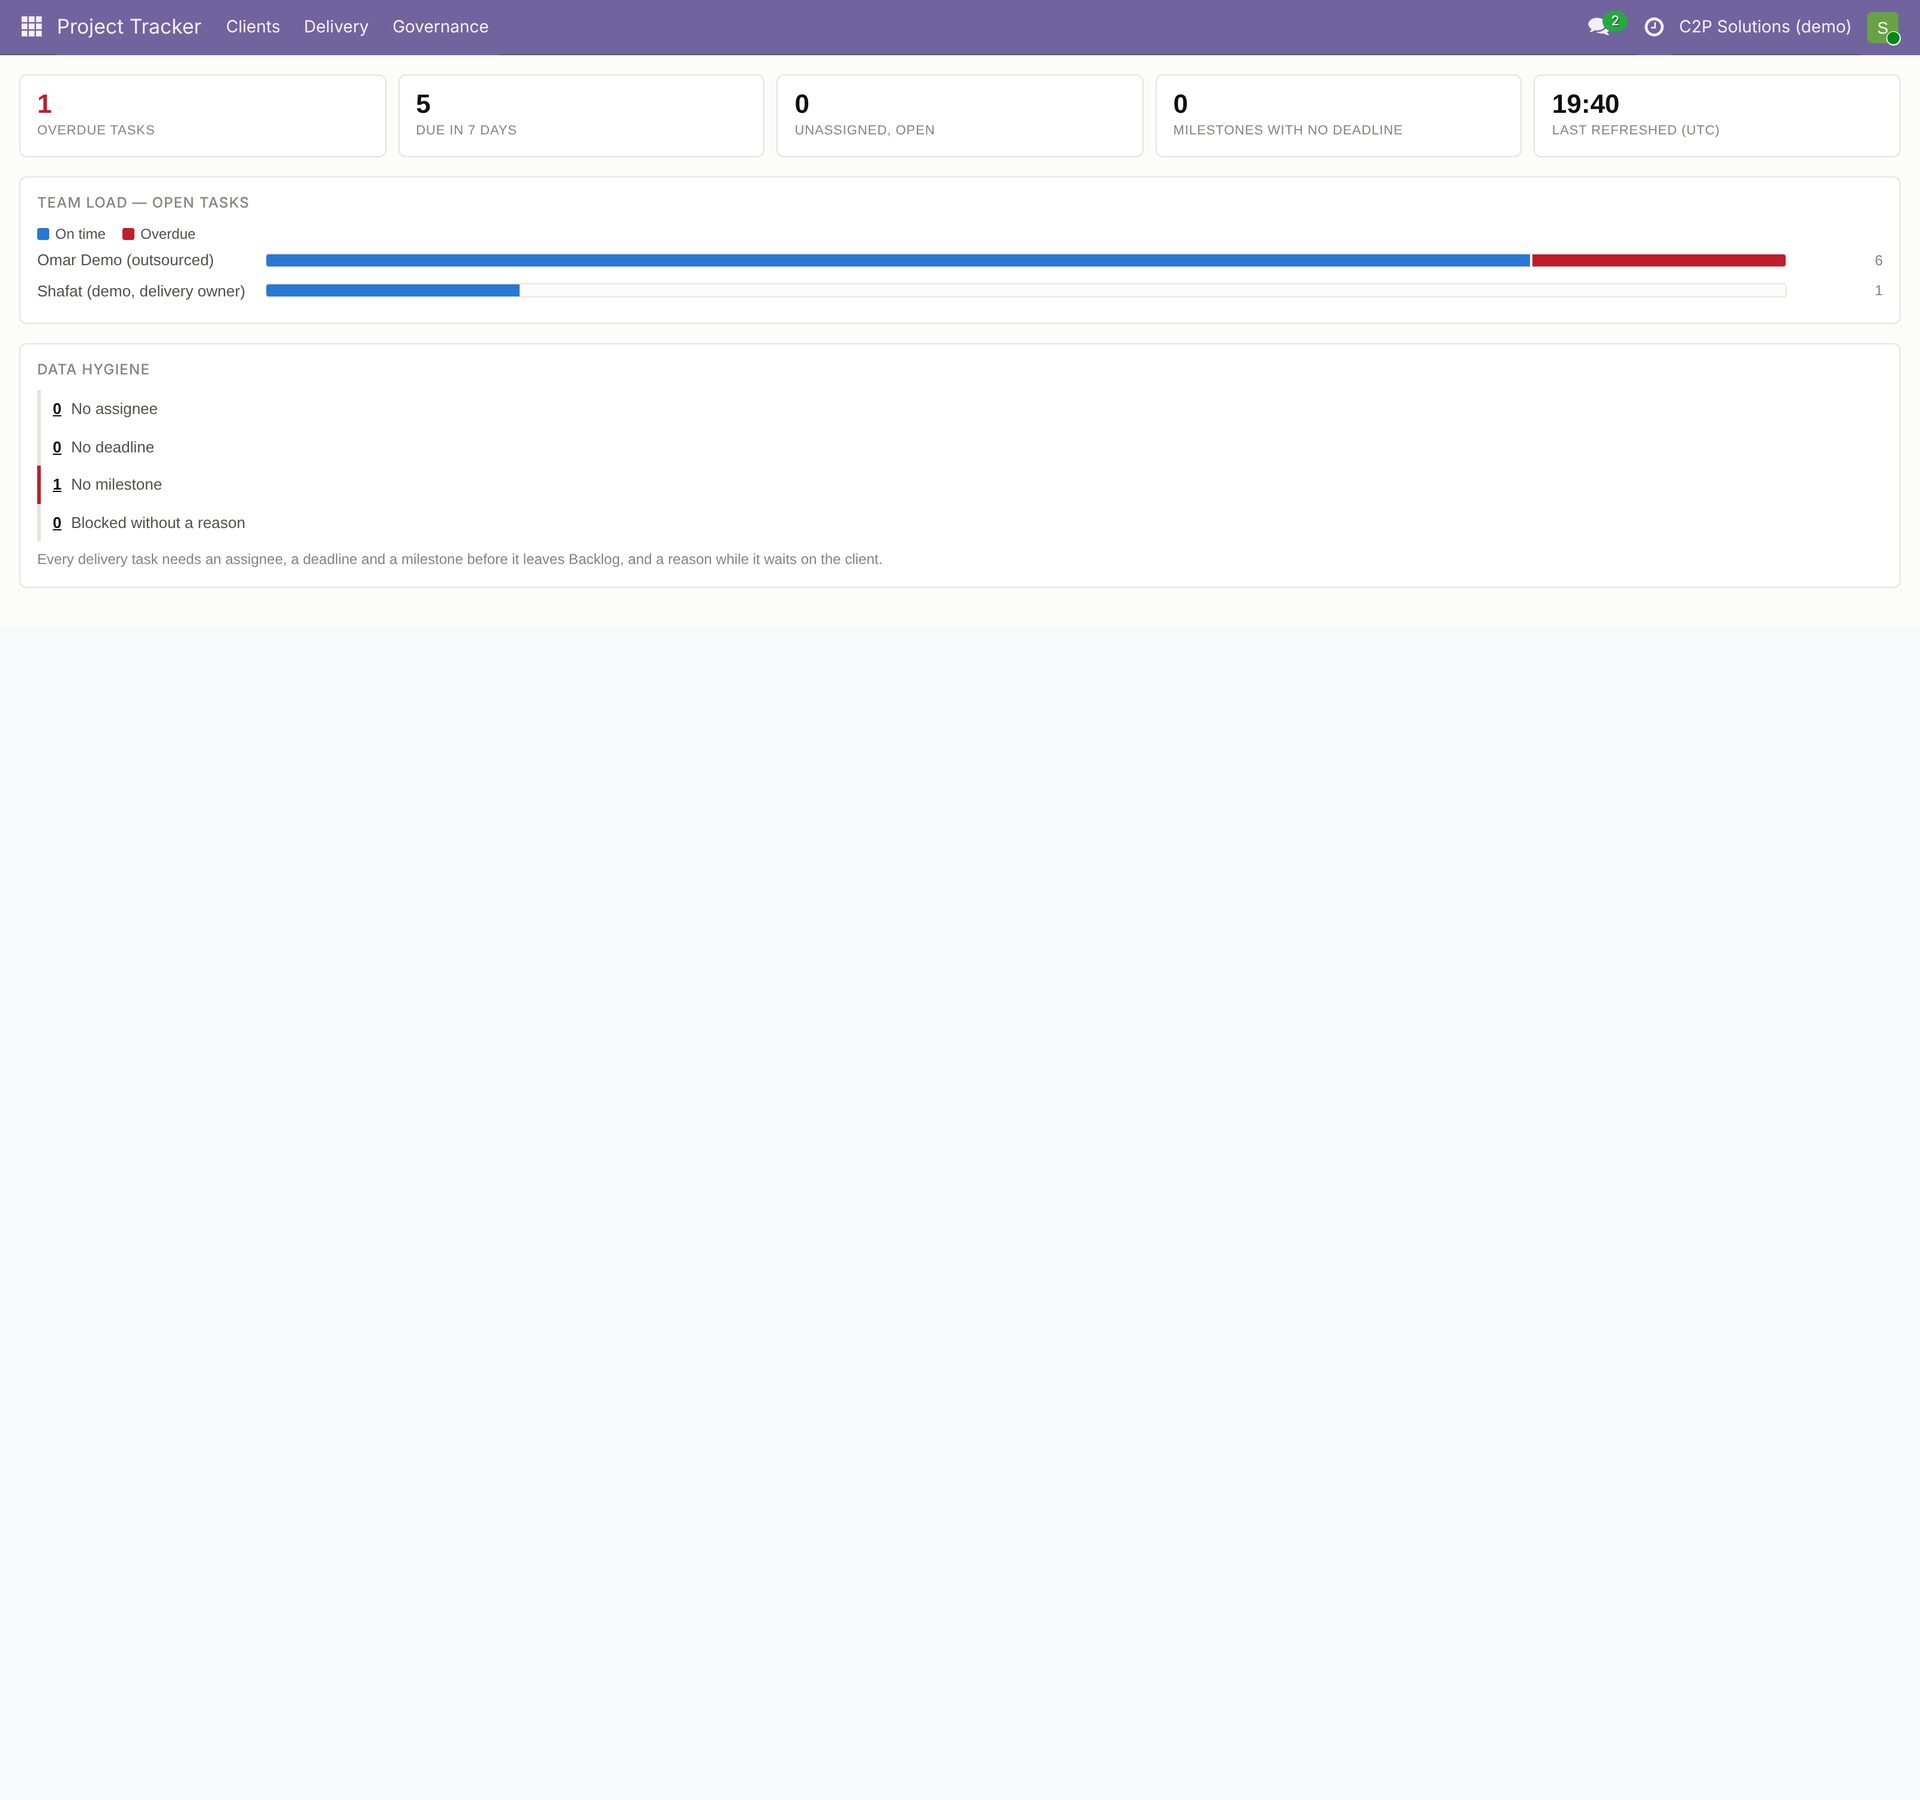 Project Tracker Clients Delivery Governance 2 C2P Solutions (demo) S
1
OVERDUE TASKS
5
DUE IN 7 DAYS
0
UNASSIGNED, OPEN
0
MILESTONES WITH NO DEADLINE
19:40
LAST REFRESHED (UTC)
TEAM LOAD — OPEN TASKS
On time Overdue
Omar Demo (outsourced) 6
Shafat (demo, delivery owner) 1
DATA HYGIENE
0 No assignee
0 No deadline
1 No milestone
0 Blocked without a reason
Every delivery task needs an assignee, a deadline and a milestone before it leaves Backlog, and a reason while it waits on the client.